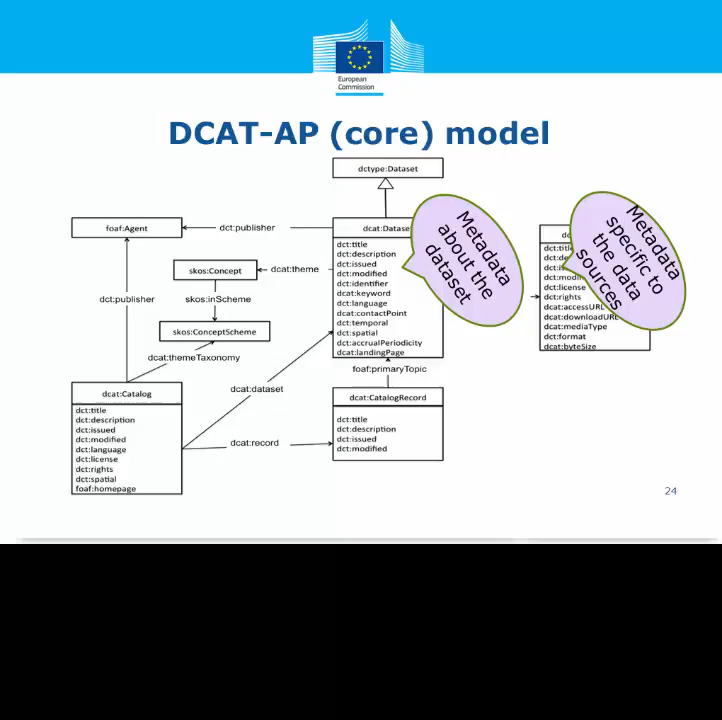 European
Commission
DCAT-AP (core) model
dctype:Dataset
foaf:Agent
dct:publisher
dcat:Datase
dct:title
dct:description
dct:issued
dct:modified
dct:identifier
dcat:keyword
dct:language
dcat:contactPoint
dct:temporal
dct:spatial
dct:accrualPeriodicity
dcat:landingPage
Metadata
about the
dataset
dct:title
dct:license
dct:rights
dcat:accessURL
dcat:downloadURL
dcat:mediaType
dct:format
dcat:byteSize
Metadata
specific to
the data
sources
skos:Concept
dcat:theme
dct:publisher
skos:inScheme
skos:ConceptScheme
dcat:themeTaxonomy
foaf:primaryTopic
dcat:Catalog
dct:title
dct:description
dct:issued
dct:modified
dct:language
dct:license
dct:rights
dct:spatial
foaf:homepage
dcat:dataset
dcat:record
dcat:CatalogRecord
dct:title
dct:description
dct:issued
dct:modified
24